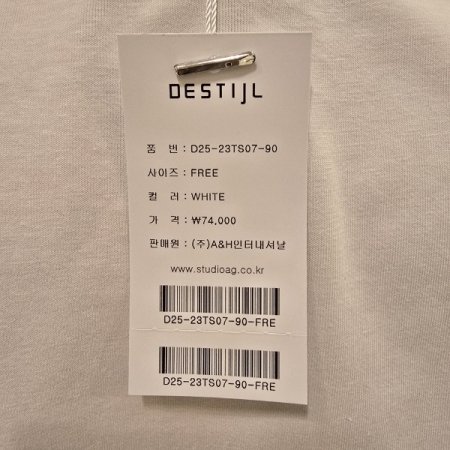 DESTIJL
품 번 : D25-23TS07-90
사이즈 : FREE
컬 러 : WHITE
가 격 : ₩74,000
판매원 : (주)A&H인터내셔날
www.studioag.co.kr
D25-23TS07-90-FRE
D25-23TS07-90-FRE